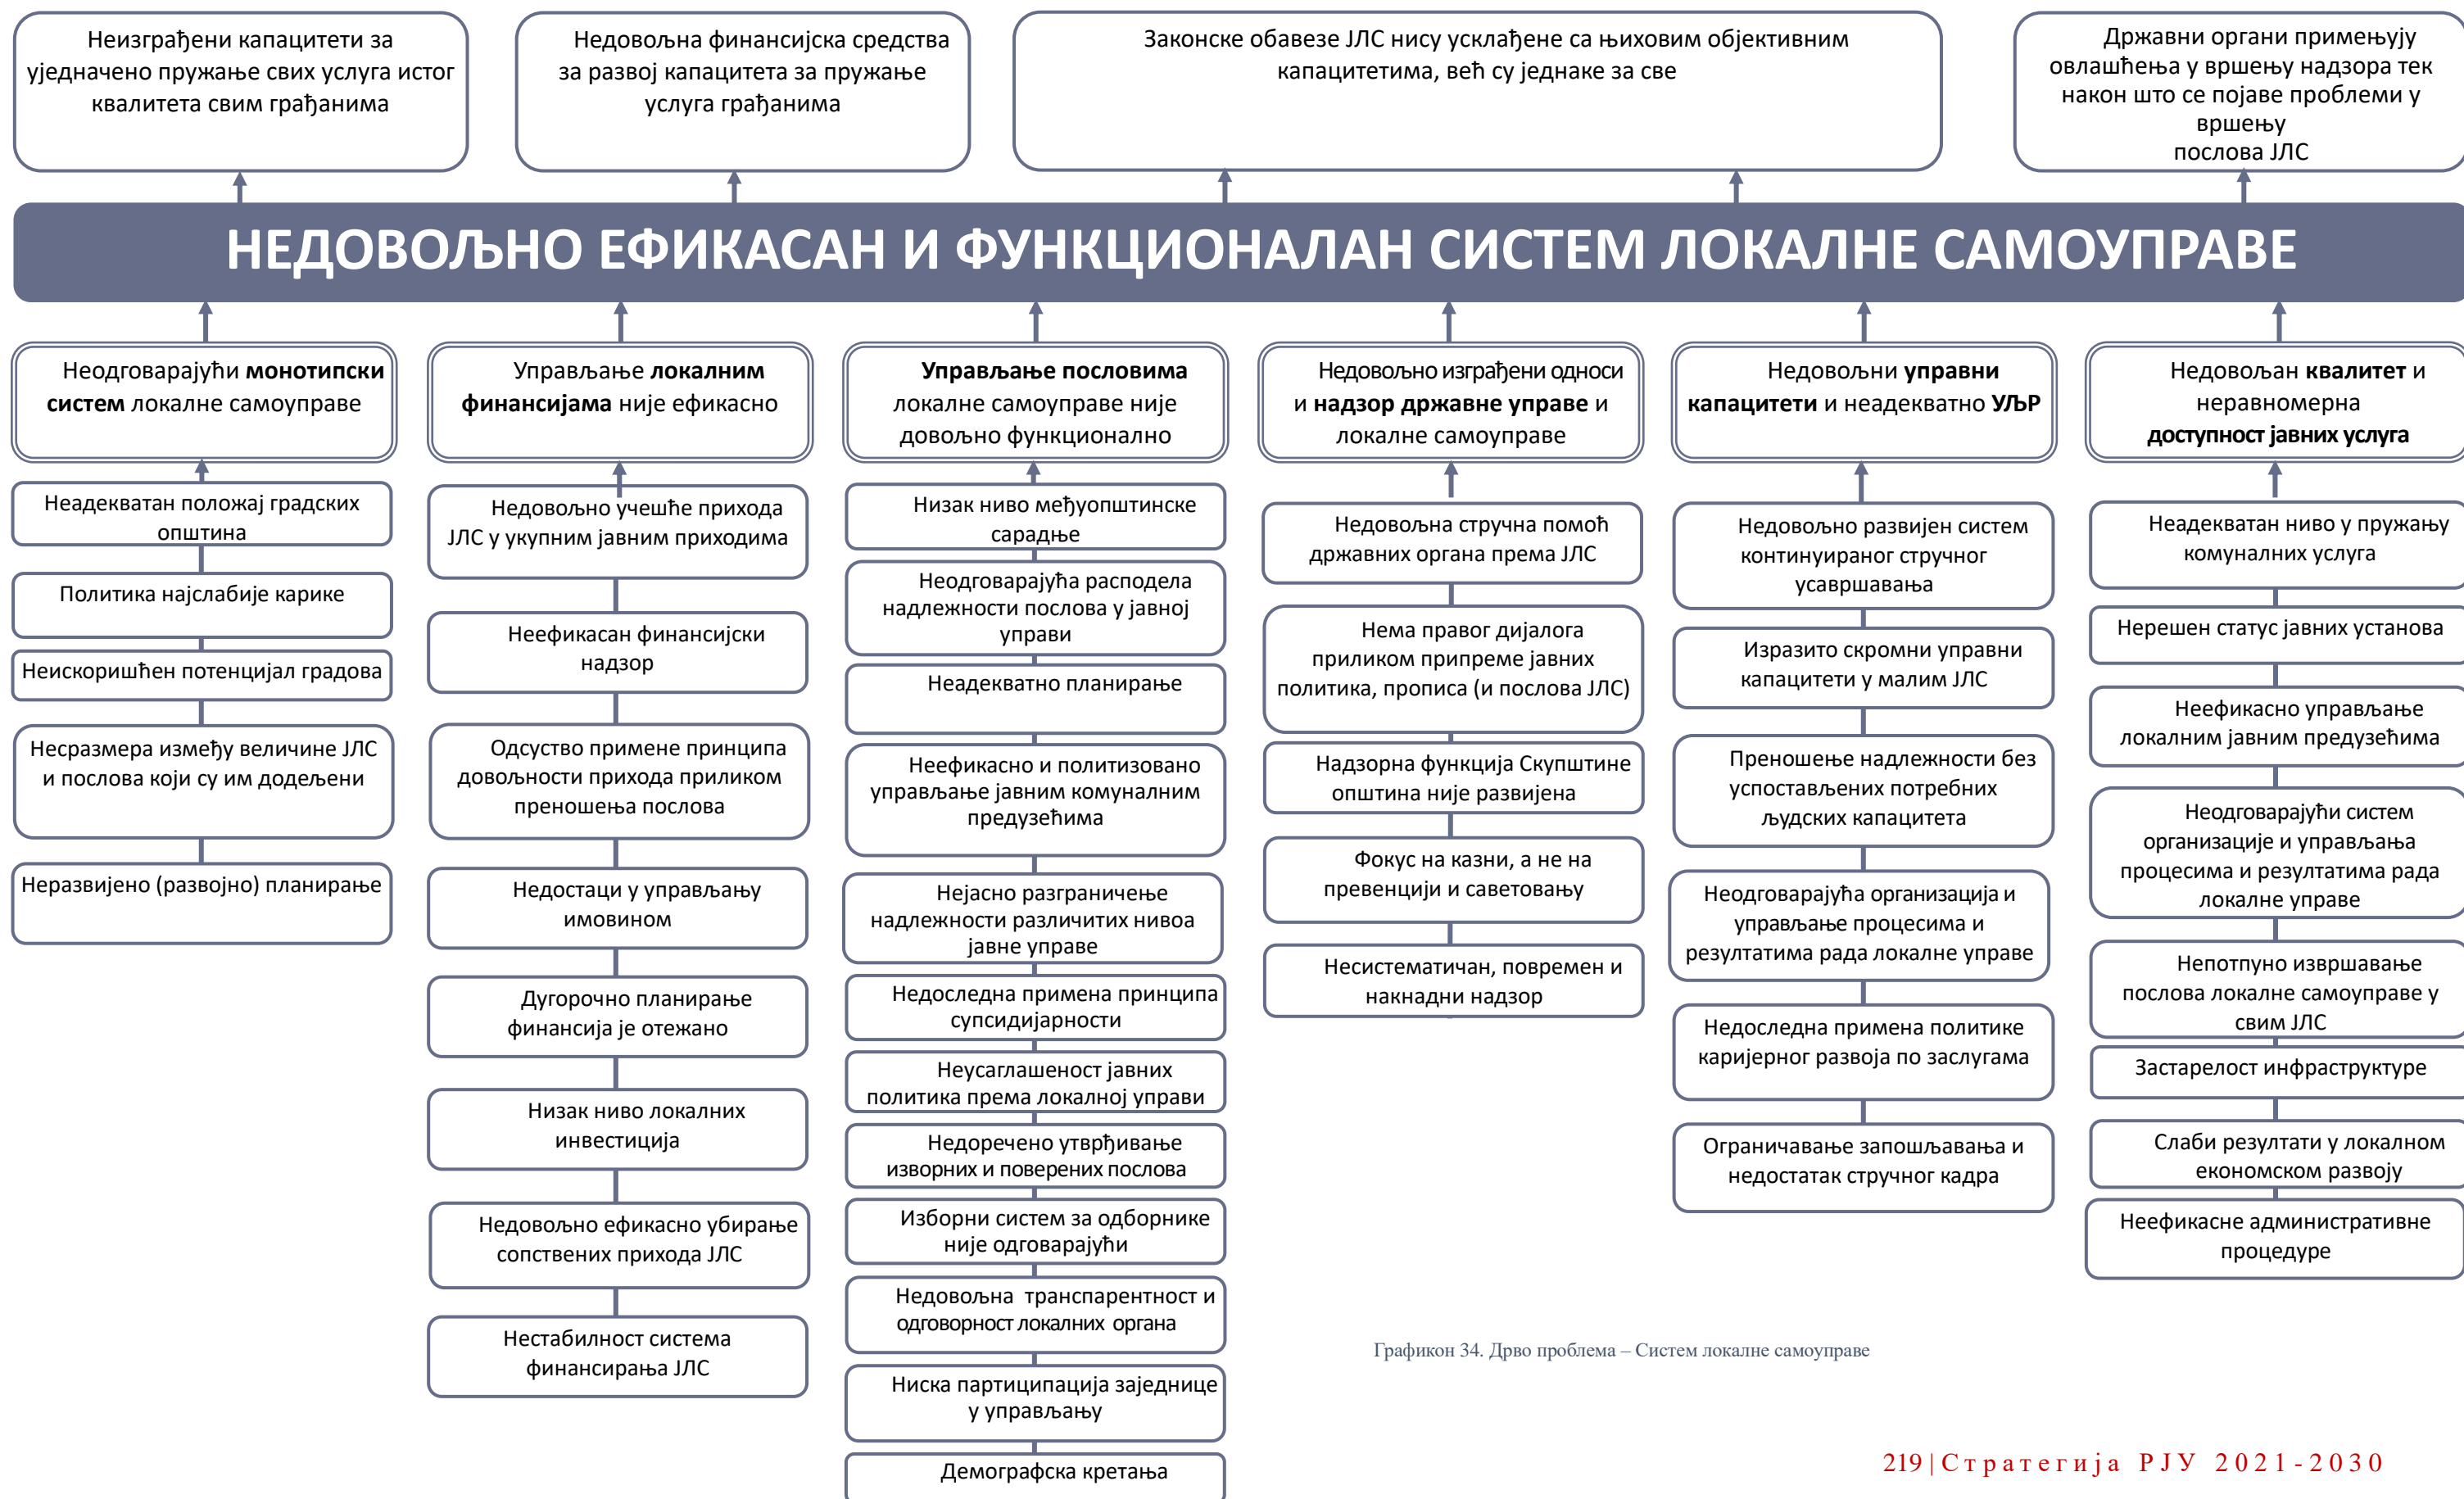 Неизграђени капацитети за
уједначено пружање својих услуга истог
квалитета свим грађанима
Недовољна финансијска средства
за развој капацитета за пружање
услуга грађанима
Законске обавезе ЈЛС нису усклађене са њиховим објективним
капацитетима, већ су једнаке за све
Државни органи примењују
овлашћења у вршењу надзора тек
након што се појаве проблеми у
вршењу
послова ЈЛС
НЕДОВОЉНО ЕФИКАСАН И ФУНКЦИОНАЛАН СИСТЕМ ЛОКАЛНЕ САМОУПРАВЕ
Неодговарајући монотипски
систем локалне самоуправе
Неадекватан положај градских
општина
Политика најслабије карике
Неискоришћен потенцијал градова
Несразмера између величине ЈЛС
и послова који су им додељени
Неразвијено (развојно) планирање
Управљање локалним
финансијама није ефикасно
Недовољно учешће прихода
ЈЛС у укупним јавним приходима
Неефикасан финансијски
надзор
Одсуство примене принципа
довољности прихода приликом
преношења послова
Недостаци у управљању
имовином
Дугорочно планирање
финансија је отежано
Низак ниво локалних
инвестиција
Недовољно ефикасно убирање
сопствених прихода ЈЛС
Нестабилност система
финансирања ЈЛС
Управљање пословима
локалне самоуправе није
довољно функционално
Низак ниво међуопштинске
сарадње
Неодговарајућа расподела
надлежности послова у јавној
управи
Неадекватно планирање
Неефикасно и политизовано
управљање јавним комуналним
предузећима
Нејасно разграничење
надлежности различитих нивоа
јавне управе
Недоследна примена принципа
супсидијарности
Неусаглашеност јавних
политика према локалној управи
Недоречено утврђивање
изворних и поверених послова
Изборни систем за одборнике
није одговарајући
Недовољна транспарентност и
одговорност локалних органа
Ниска партиципација заједнице
у управљању
Демографска кретања
Недовољно изграђени односи
и надзор државне управе и
локалне самоуправе
Недовољна стручна помоћ
државних органа према ЈЛС
Нема правог дијалога
приликом припреме јавних
политика, прописа (и послова ЈЛС)
Надзорна функција Скупштине
општина није развијена
Фокус на казни, а не на
превенцији и саветовању
Несистематичан, повремен и
накнадни надзор
Недовољни управни
капацитети и неадекватно УЉР
Недовољно развијен систем
континуираног стручног
усавршавања
Изразито скромни управни
капацитети у малим ЈЛС
Преношење надлежности без
успостављених потребних
људских капацитета
Неодговарајућа организација и
управљање процесима и
резултатима рада локалне управе
Недоследна примена политике
каријерног развоја по заслугама
Ограничавање запошљавања и
недостатак стручног кадра
Недовољан квалитет и
неравномерна
доступност јавних услуга
Неадекватан ниво у пружању
комуналних услуга
Нерешен статус јавних установа
Неефикасно управљање
локалним јавним предузећима
Неодговарајући систем
организације и управљања
процесима и резултатима рада
локалне управе
Непотпуно извршавање
послова локалне самоуправе у
свим ЈЛС
Застарелост инфраструктуре
Слаби резултати у локалном
економском развоју
Неефикасне административне
процедуре
Графикон 34. Дрво проблема – Систем локалне самоуправе
219 | Стратегија РЈУ 2021-2030